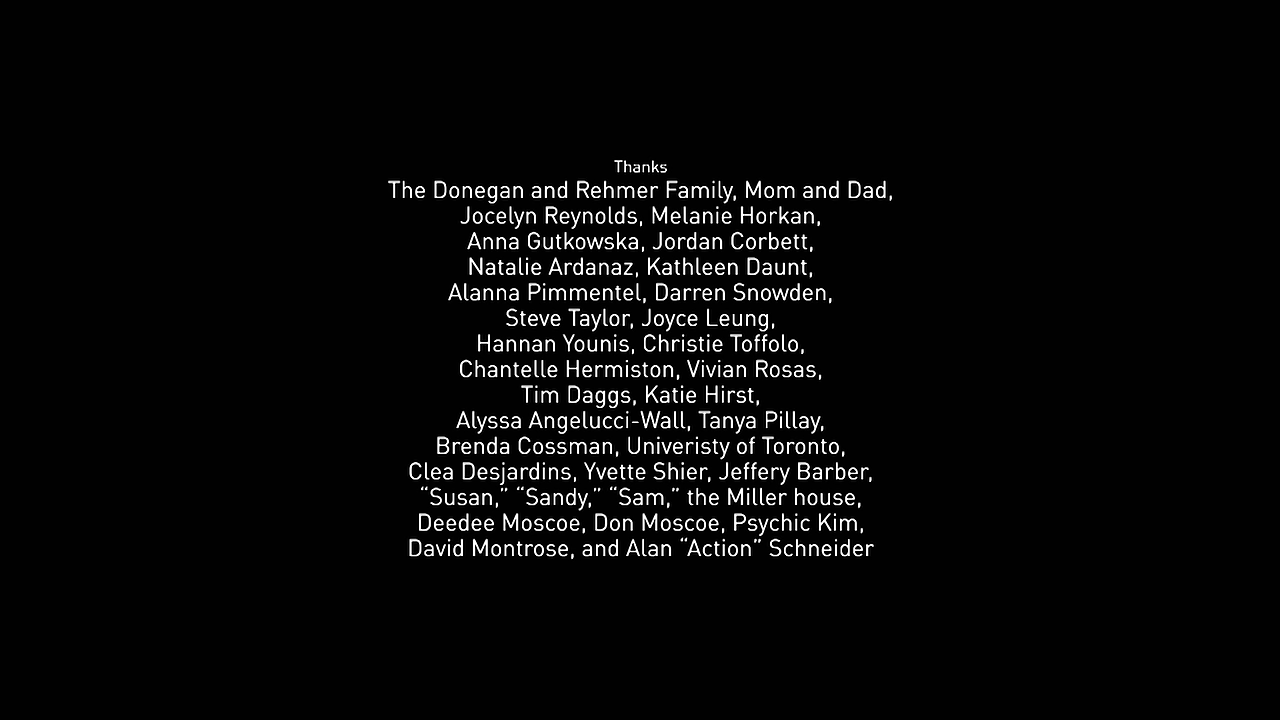 Thanks
The Donegan and Rehmer Family, Mom and Dad,
Jocelyn Reynolds, Melanie Horkan,
Anna Gutkowska, Jordan Corbett,
Natalie Ardanaz, Kathleen Daunt,
Alanna Pimmentel, Darren Snowden,
Steve Taylor, Joyce Leung,
Hannan Younis, Christie Toffolo,
Chantelle Hermiston, Vivian Rosas,
Tim Daggs, Katie Hirst,
Alyssa Angelucci-Wall, Tanya Pillay,
Brenda Cossman, Univeristy of Toronto,
Clea Desjardins, Yvette Shier, Jeffery Barber,
“Susan,” “Sandy,” “Sam,” the Miller house,
Deedee Moscoe, Don Moscoe, Psychic Kim,
David Montrose, and Alan “Action” Schneider